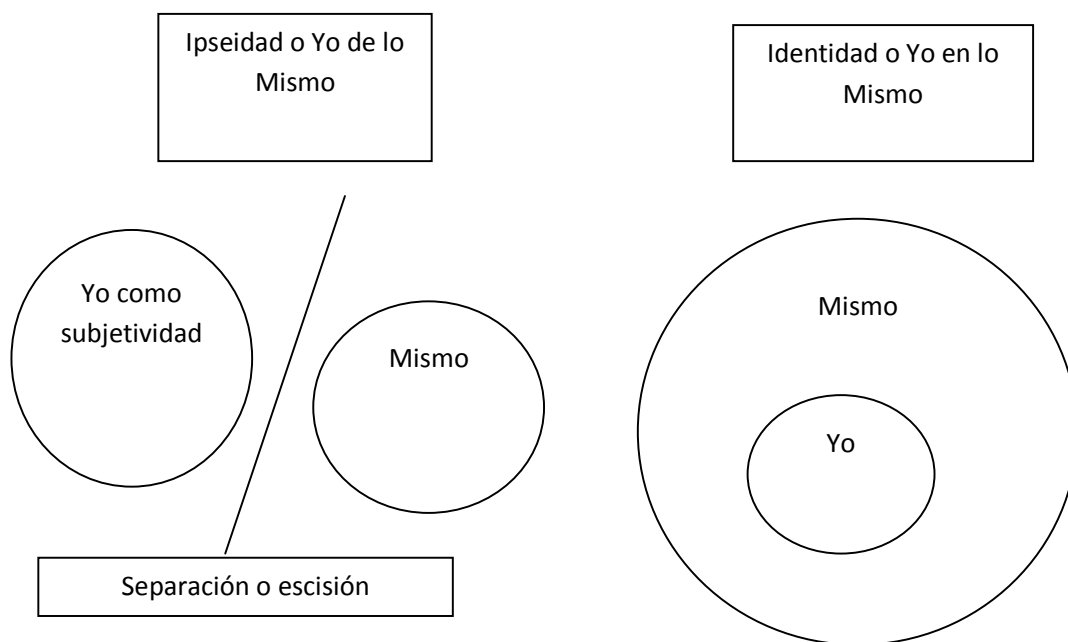 Ipseidad o Yo de lo
Mismo
Identidad o Yo en lo
Mismo
Yo como
subjetividad
Mismo
Mismo
Yo
Separación o escisión